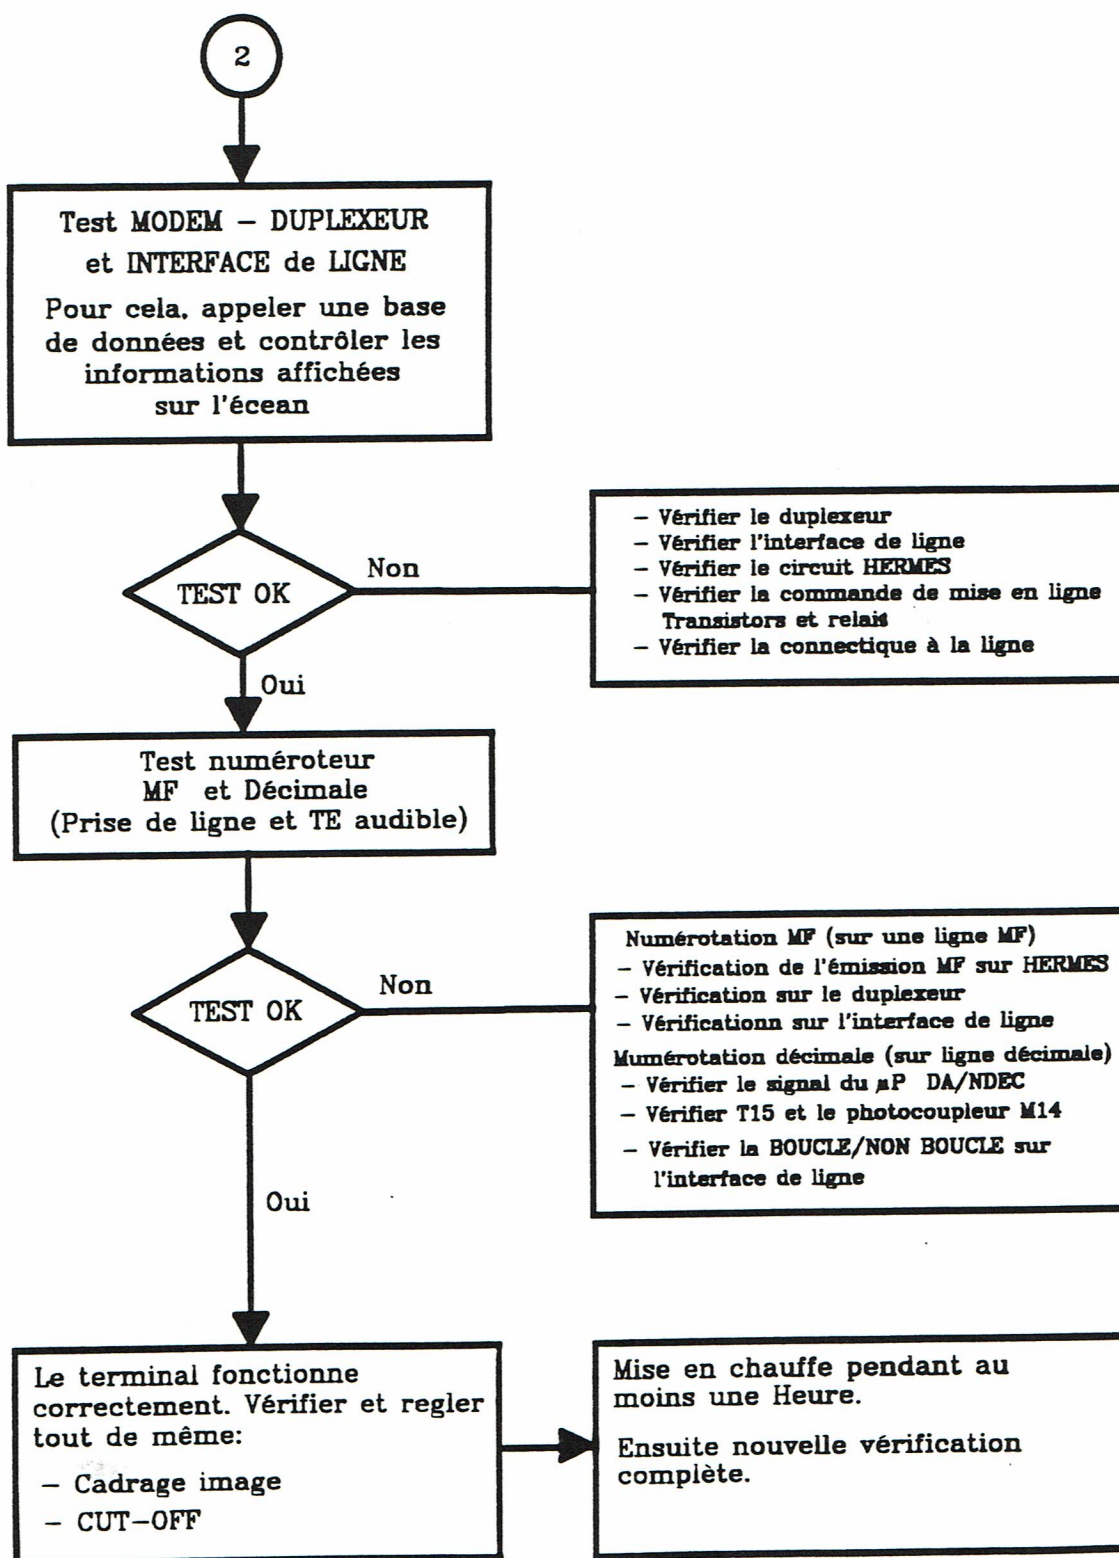 2
Test MODEM – DUPLEXEUR
et INTERFACE de LIGNE
Pour cela, appeler une base
de données et contrôler les
informations affichées
sur l'écean
TEST OK
Non
– Vérifier le duplexeur
– Vérifier l'interface de ligne
– Vérifier le circuit HERMES
– Vérifier la commande de mise en ligne
Transistors et relais
– Vérifier la connectique à la ligne
Oui
Test numéroteur
MF et Décimale
(Prise de ligne et TE audible)
TEST OK
Non
Numérotation MF (sur une ligne MF)
– Vérification de l'émission MF sur HERMES
– Vérification sur le duplexeur
– Vérificationn sur l'interface de ligne
Mumérotation décimale (sur ligne décimale)
– Vérifier le signal du µP DA/NDEC
– Vérifier T15 et le photocoupleur M14
– Vérifier la BOUCLE/NON BOUCLE sur
l'interface de ligne
Oui
Le terminal fonctionne
correctement. Vérifier et regler
tout de même:
– Cadrage image
– CUT–OFF
Mise en chauffe pendant au
moins une Heure.
Ensuite nouvelle vérification
complète.